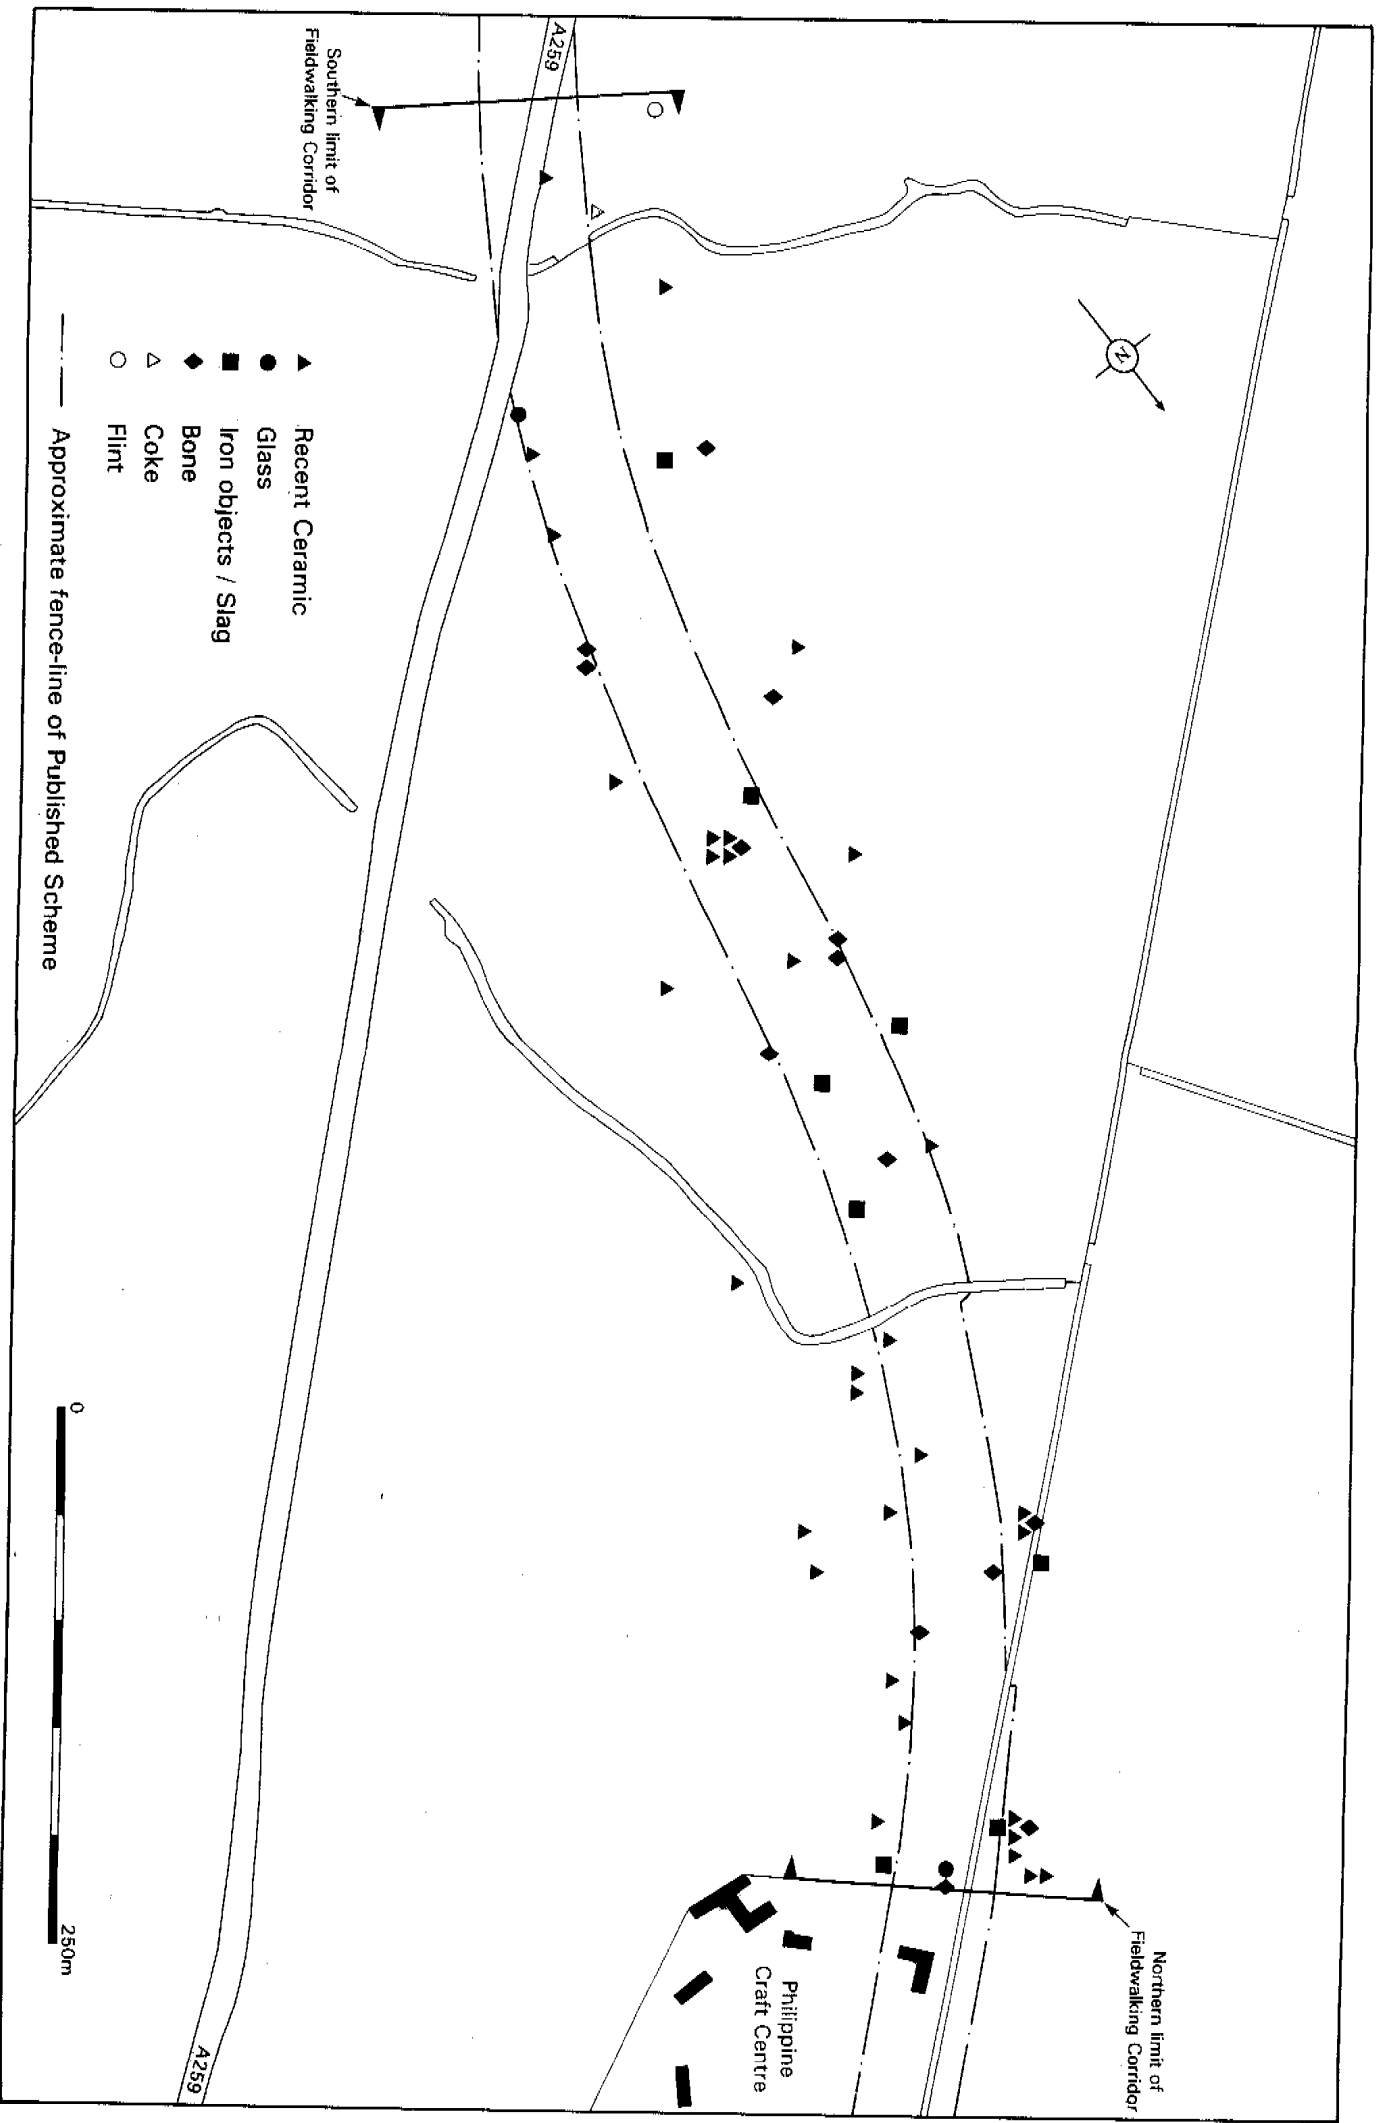 A259
Southern limit of
Fieldwalking Corridor
N
Recent Ceramic
Glass
Iron objects / Slag
Bone
Coke
Flint
Approximate fence-line of Published Scheme
0
250m
Northern limit of
Fieldwalking Corridor
Philippine
Craft Centre
A259